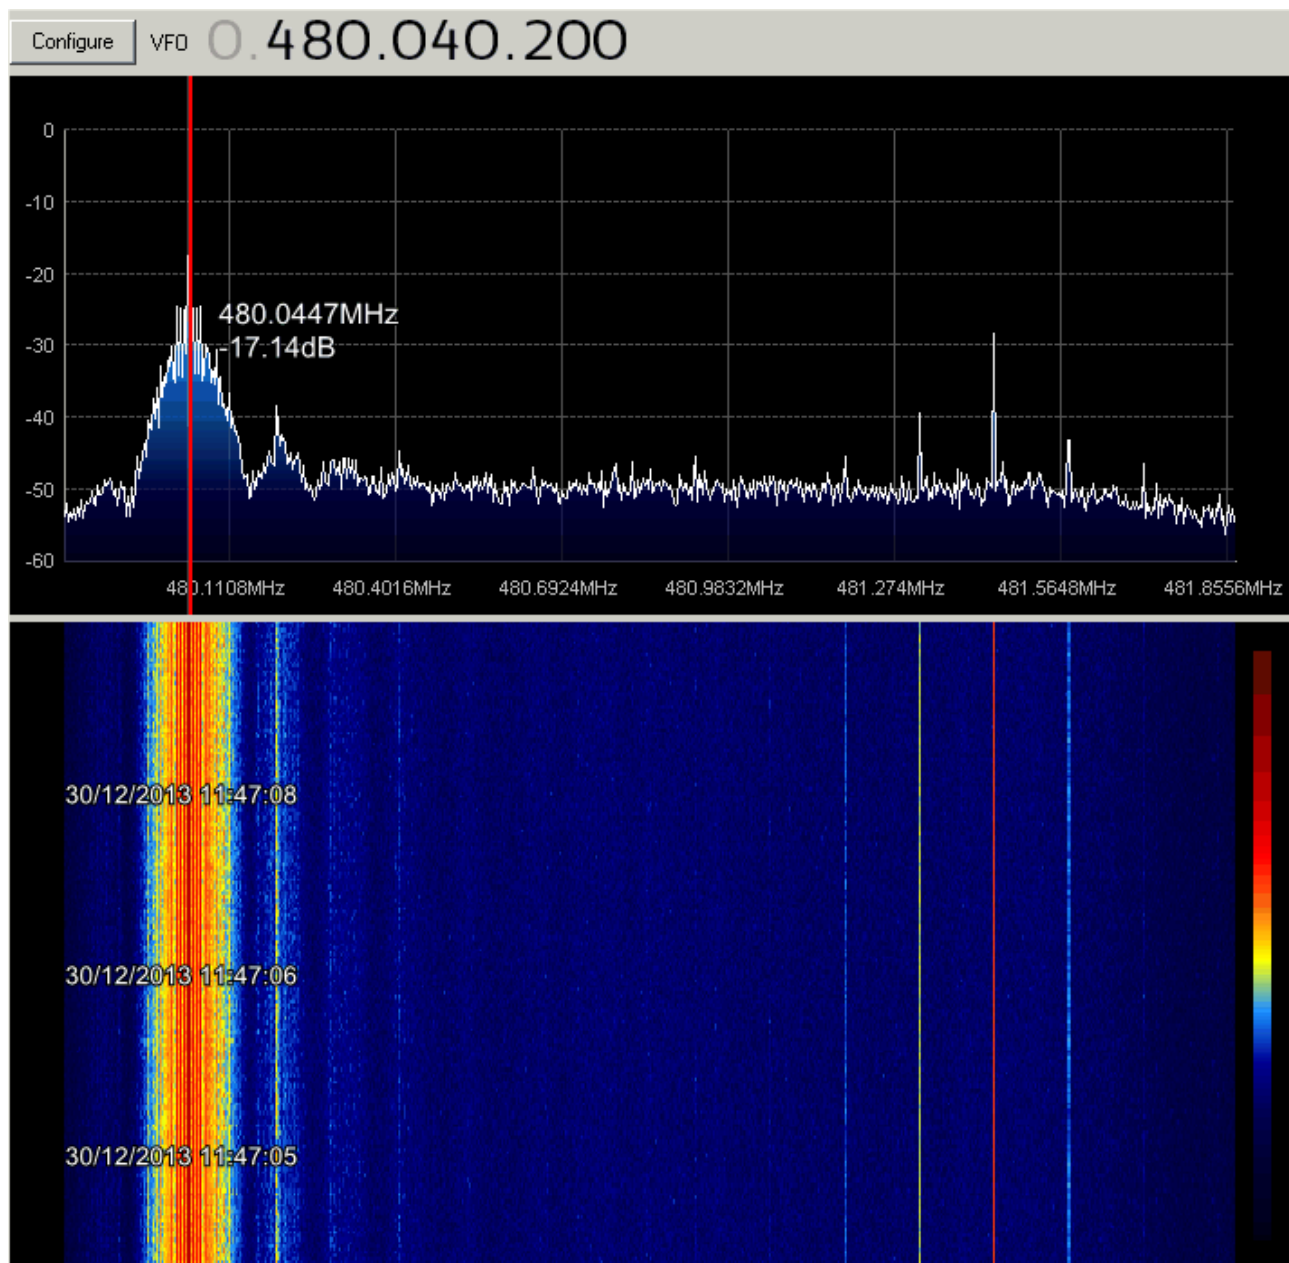 Configure VFO 0.480.040.200
0
-10
-20
480.0447MHz
-30
-17.14dB
-40
-50
-60
480.1108MHz 480.4016MHz 480.6924MHz 480.9832MHz 481.274MHz 481.5648MHz 481.8556MHz
30/12/2013 11:47:08
30/12/2013 11:47:06
30/12/2013 11:47:05